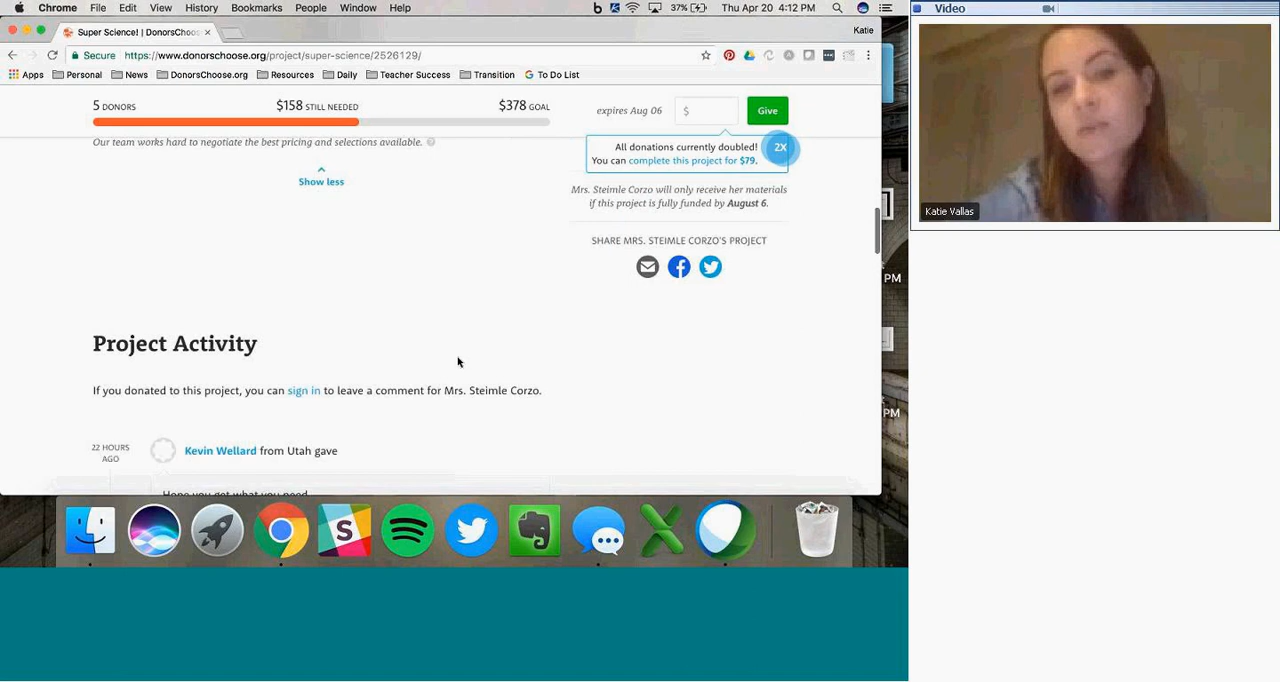 Chrome File Edit View History Bookmarks People Window Help
37% Thu Apr 20 4:12 PM
Super Science! | DonorsChoo
Katie
Secure https://www.donorschoose.org/project/super-science/2526129/
Apps Personal News DonorsChoose.org Resources Daily Teacher Success Transition To Do List
5 DONORS $158 STILL NEEDED $378 GOAL
expires Aug 06 $ Give
Our team works hard to negotiate the best pricing and selections available. ?
All donations currently doubled! 2X
You can complete this project for $79.
Show less
Mrs. Steimle Corzo will only receive her materials
if this project is fully funded by August 6.
SHARE MRS. STEIMLE CORZO'S PROJECT
Project Activity
If you donated to this project, you can sign in to leave a comment for Mrs. Steimle Corzo.
22 HOURS
AGO
Kevin Wellard from Utah gave
Hope you get what you need
PM
PM
Video
Katie Vallas